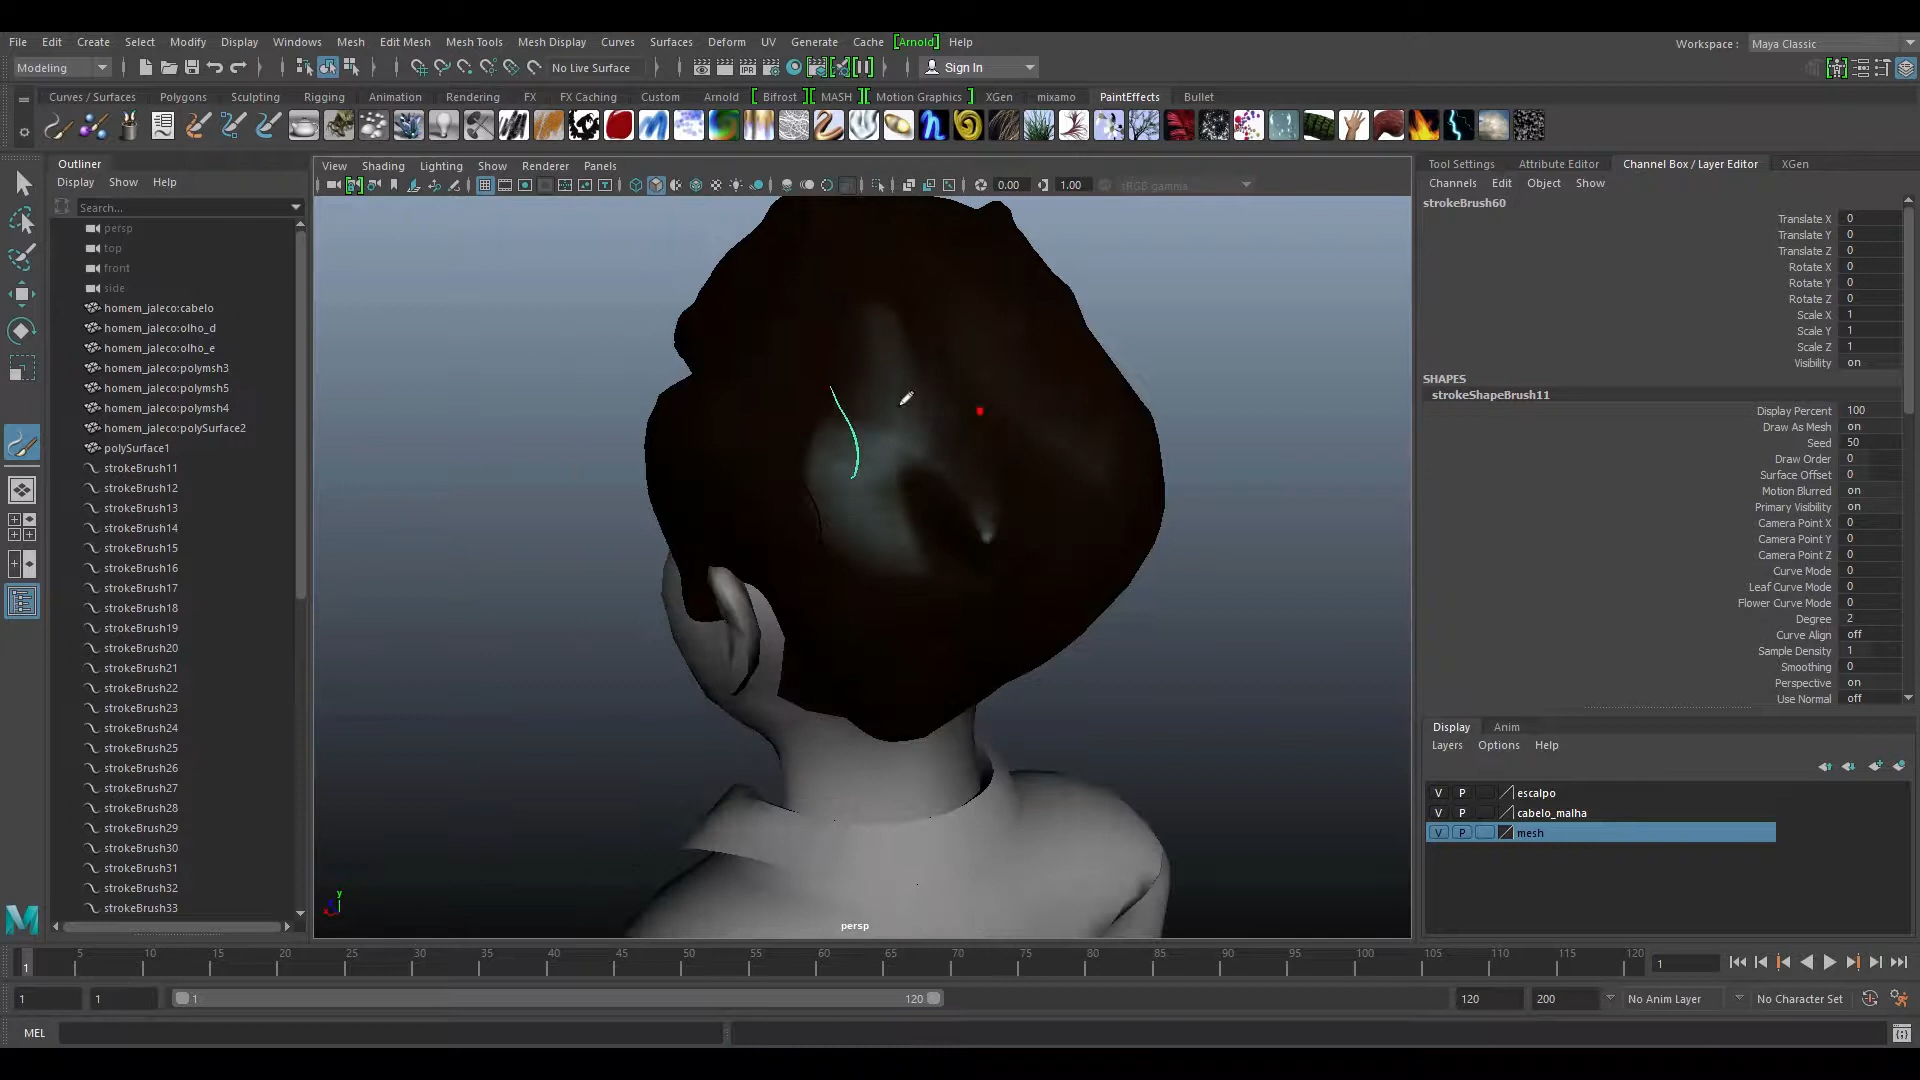 File Edit Create Select Modify Display Windows Mesh Edit Mesh Mesh Tools Mesh Display Curves Surfaces Deform UV Generate Cache [Arnold] Help
Workspace : Maya Classic
Modeling
No Live Surface
Sign In
Curves / Surfaces Polygons Sculpting Rigging Animation Rendering FX FX Caching Custom Arnold Bifrost MASH Motion Graphics XGen mixamo PaintEffects Bullet
Outliner
Display Show Help
Search...
persp
top
front
side
homem_jaleco:cabelo
homem_jaleco:olho_d
homem_jaleco:olho_e
homem_jaleco:polymsh3
homem_jaleco:polymsh5
homem_jaleco:polymsh4
homem_jaleco:polySurface2
polySurface1
strokeBrush11
strokeBrush12
strokeBrush13
strokeBrush14
strokeBrush15
strokeBrush16
strokeBrush17
strokeBrush18
strokeBrush19
strokeBrush20
strokeBrush21
strokeBrush22
strokeBrush23
strokeBrush24
strokeBrush25
strokeBrush26
strokeBrush27
strokeBrush28
strokeBrush29
strokeBrush30
strokeBrush31
strokeBrush32
strokeBrush33
View Shading Lighting Show Renderer Panels
0.00 1.00 sRGB gamma
y
x
persp
Tool Settings Attribute Editor Channel Box / Layer Editor XGen
Channels Edit Object Show
strokeBrush60
Translate X 0
Translate Y 0
Translate Z 0
Rotate X 0
Rotate Y 0
Rotate Z 0
Scale X 1
Scale Y 1
Scale Z 1
Visibility on
SHAPES
strokeShapeBrush11
Display Percent 100
Draw As Mesh on
Seed 50
Draw Order 0
Surface Offset 0
Motion Blurred on
Primary Visibility on
Camera Point X 0
Camera Point Y 0
Camera Point Z 0
Curve Mode 0
Leaf Curve Mode 0
Flower Curve Mode 0
Degree 2
Curve Align off
Sample Density 1
Smoothing 0
Perspective on
Use Normal off
Display Anim
Layers Options Help
V P escalpo
V P cabelo_malha
V P mesh
1 5 10 15 20 25 30 35 40 45 50 55 60 65 70 75 80 85 90 95 100 105 110 115 120
1
1 1 1 120 120 200 No Anim Layer No Character Set
MEL